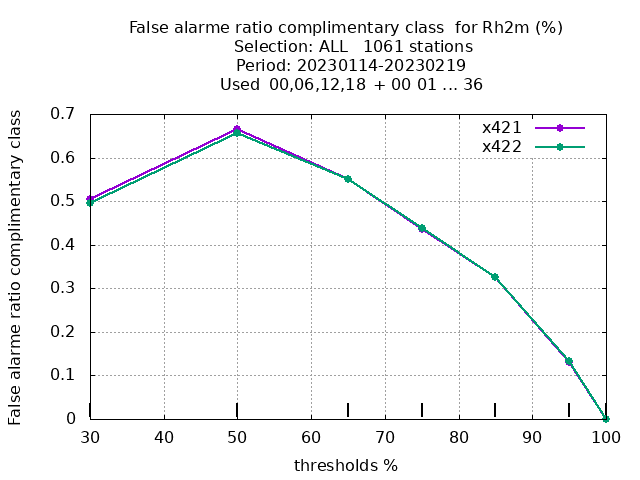 False alarme ratio complimentary class  for Rh2m (%)
Selection: ALL   1061 stations
Period: 20230114-20230219
Used  00,06,12,18  + 00 01 ... 36
False alarme ratio complimentary class
x421
x422
0.7
0.6
0.5
0.4
0.3
0.2
0.1
0
30 40 50 60 70 80 90 100
thresholds %